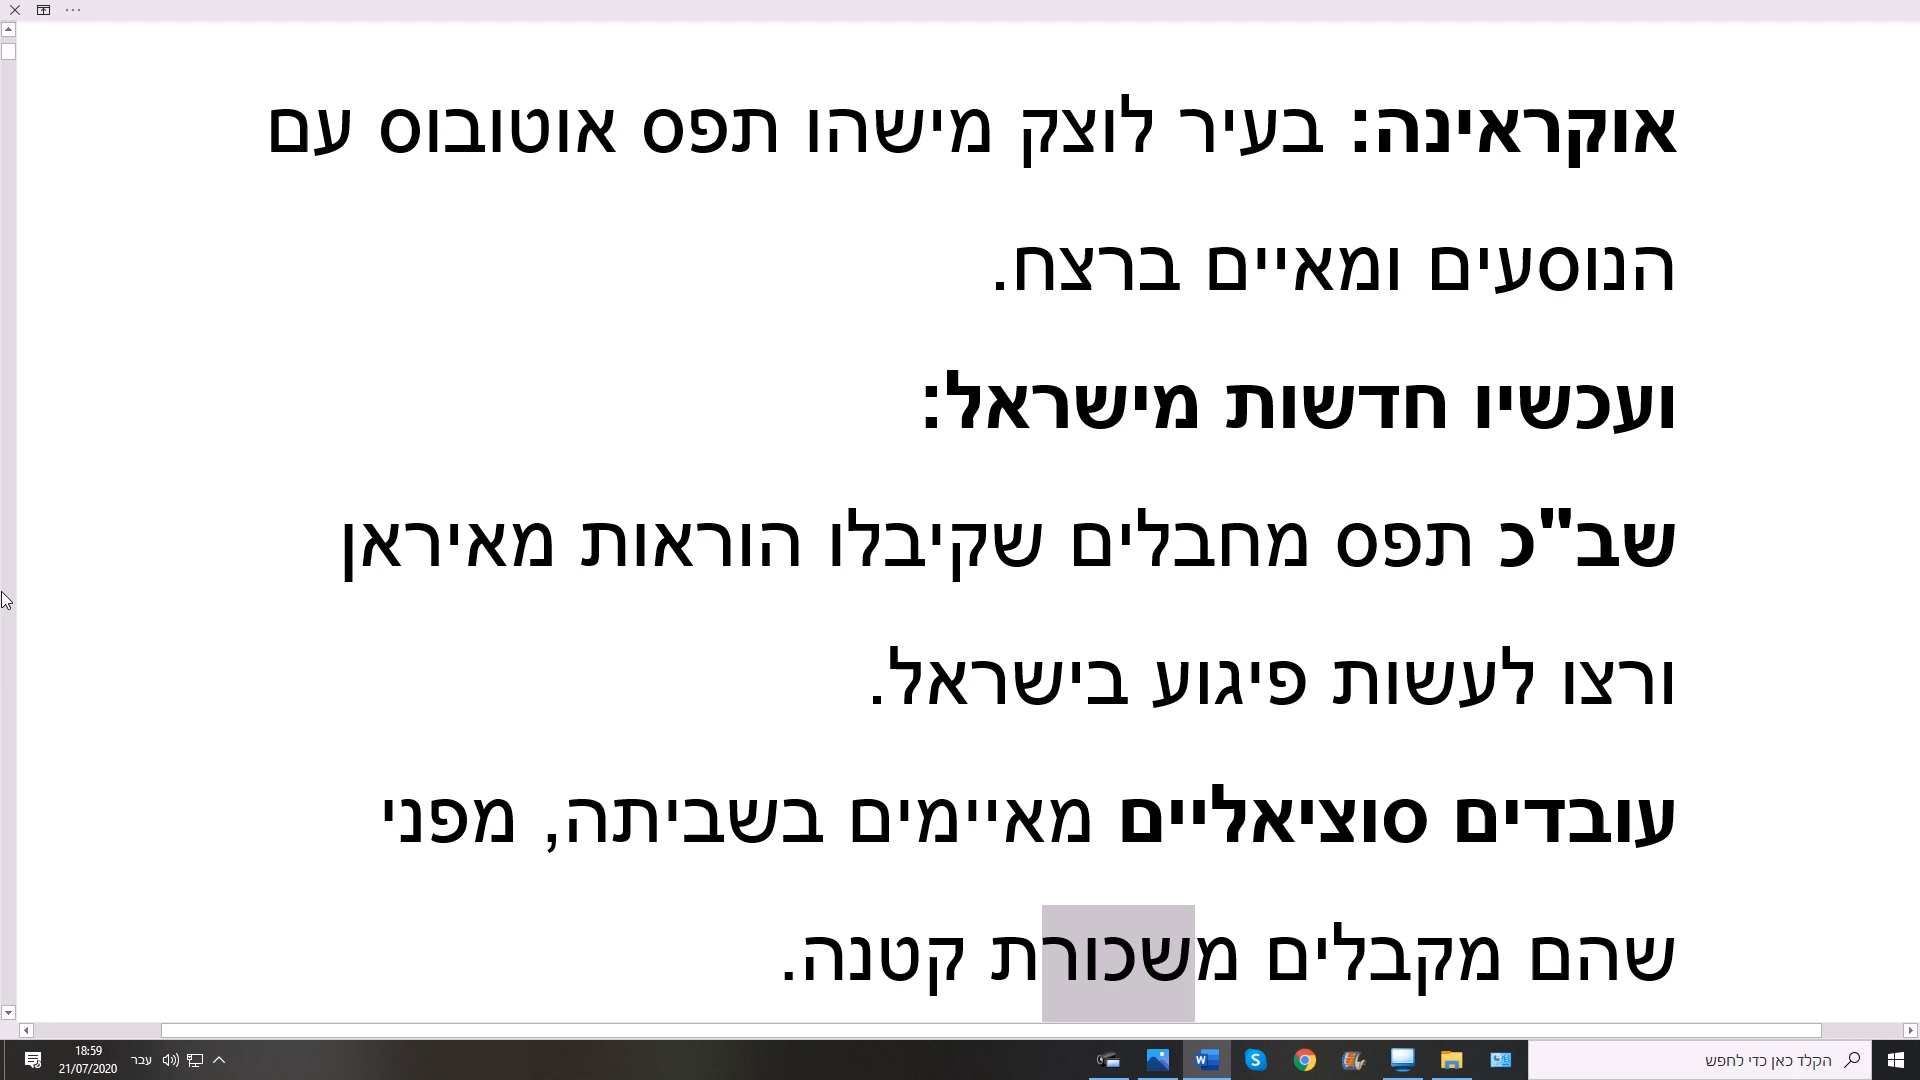 אוקראינה: בעיר לוצק מישהו תפס אוטובוס עם
הנוסעים ומאיים ברצח.
ועכשיו חדשות מישראל:
שב"כ תפס מחבלים שקיבלו הוראות מאיראן
ורצו לעשות פיגוע בישראל.
עובדים סוציאליים מאיימים בשביתה, מפני
שהם מקבלים משכורת קטנה.
הקלד כאן כדי לחפש
עבר
18:59
21/07/2020